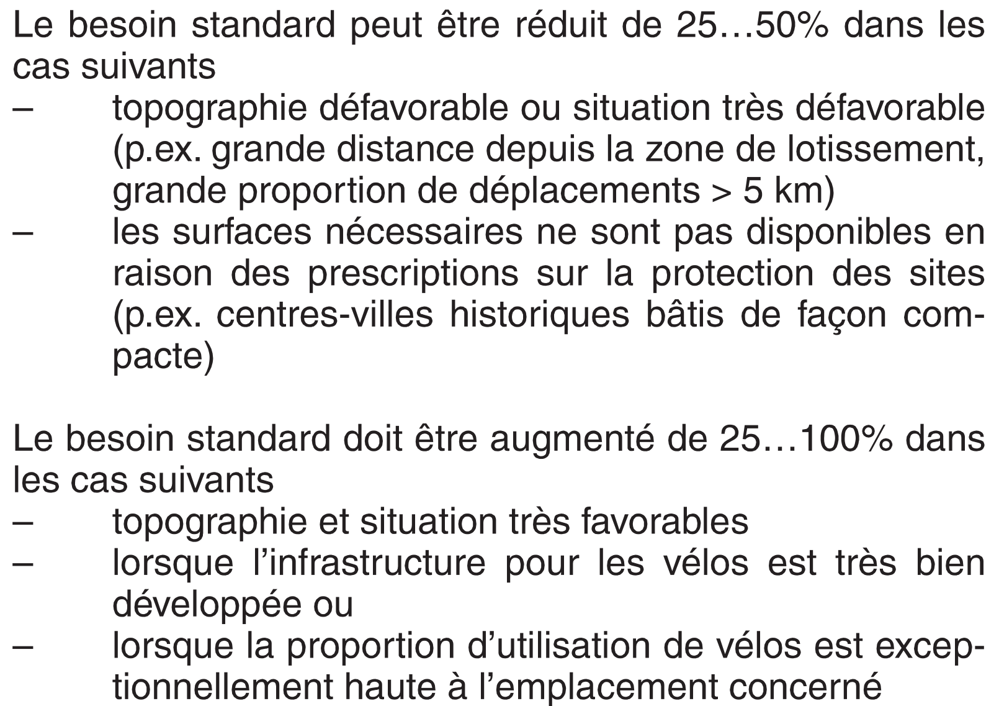 Le besoin standard peut être réduit de 25…50% dans les
cas suivants
– topographie défavorable ou situation très défavorable
(p.ex. grande distance depuis la zone de lotissement,
grande proportion de déplacements > 5 km)
– les surfaces nécessaires ne sont pas disponibles en
raison des prescriptions sur la protection des sites
(p.ex. centres-villes historiques bâtis de façon com-
pacte)
Le besoin standard doit être augmenté de 25…100% dans
les cas suivants
– topographie et situation très favorables
– lorsque l’infrastructure pour les vélos est très bien
développée ou
– lorsque la proportion d’utilisation de vélos est excep-
tionnellement haute à l’emplacement concerné